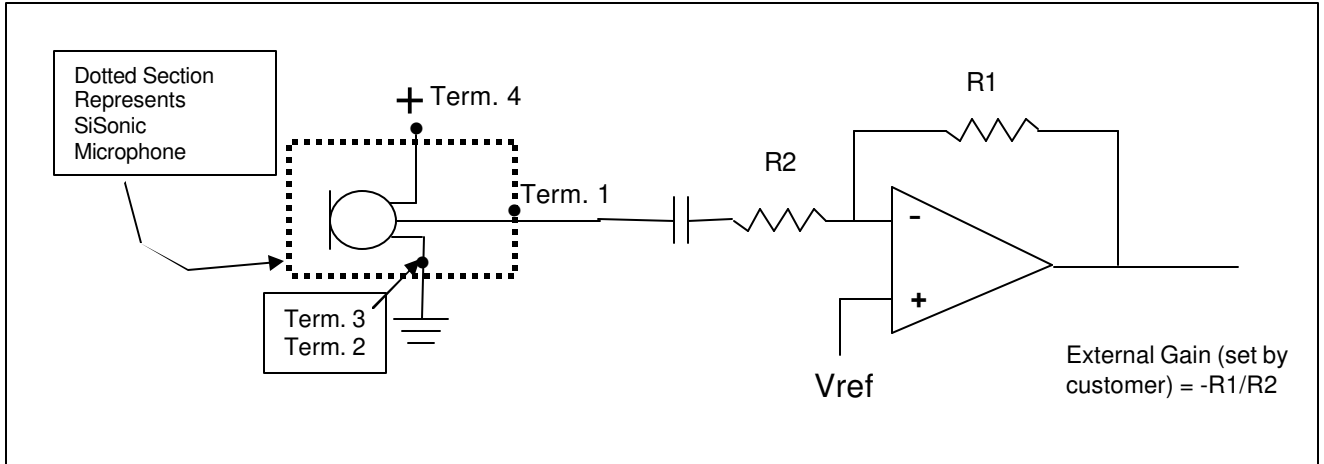 Dotted Section
Represents
SiSonic
Microphone
+ Term. 4
Term. 1
Term. 3
Term. 2
R2
R1
-
+
Vref
External Gain (set by
customer) = -R1/R2